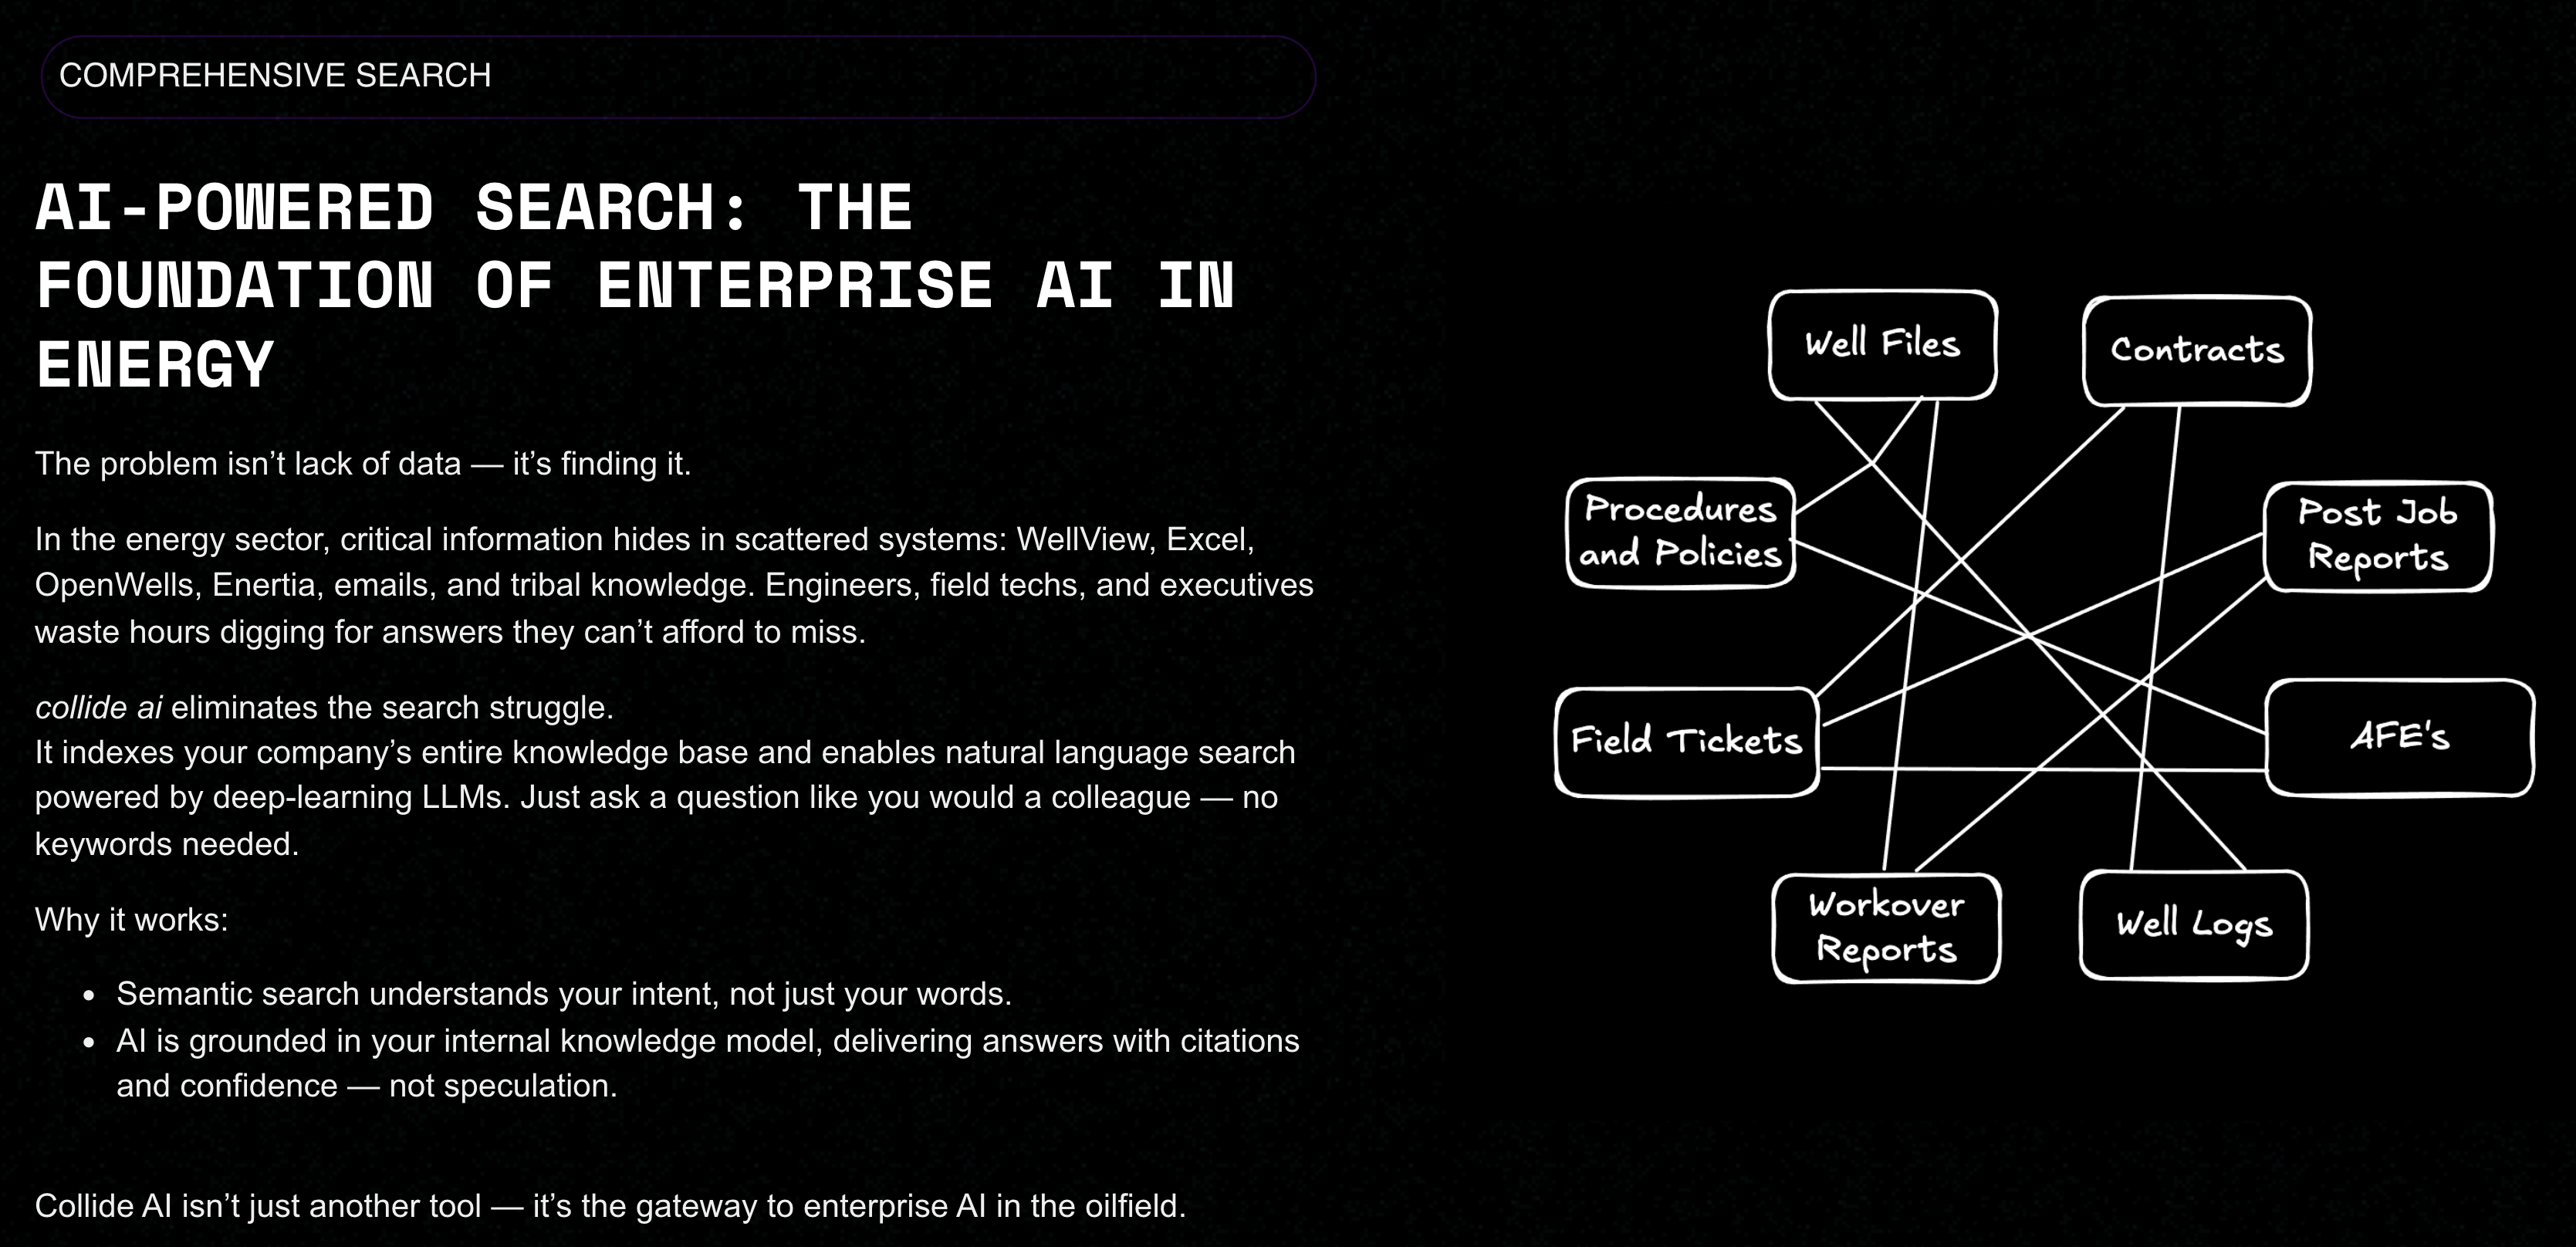 COMPREHENSIVE SEARCH
AI-POWERED SEARCH: THE
FOUNDATION OF ENTERPRISE AI IN
ENERGY
The problem isn’t lack of data — it’s finding it.
In the energy sector, critical information hides in scattered systems: WellView, Excel,
OpenWells, Enertia, emails, and tribal knowledge. Engineers, field techs, and executives
waste hours digging for answers they can’t afford to miss.
collide ai eliminates the search struggle.
It indexes your company’s entire knowledge base and enables natural language search
powered by deep-learning LLMs. Just ask a question like you would a colleague — no
keywords needed.
Why it works:
• Semantic search understands your intent, not just your words.
• AI is grounded in your internal knowledge model, delivering answers with citations
and confidence — not speculation.
Collide AI isn’t just another tool — it’s the gateway to enterprise AI in the oilfield.
Well Files
Contracts
Procedures
and Policies
Post Job
Reports
Field Tickets
AFE's
Workover
Reports
Well Logs